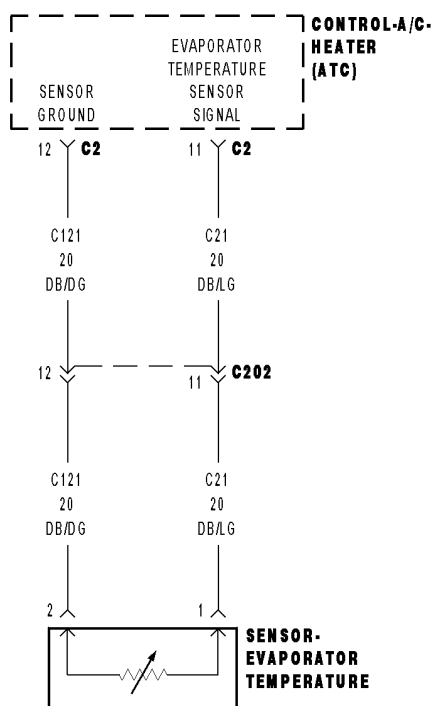 CONTROL-A/C-
HEATER
(ATC)
EVAPORATOR
TEMPERATURE
SENSOR
SIGNAL
SENSOR
GROUND
12 C2
11 C2
C121
20
DB/DG
C21
20
DB/LG
12
11
C202
C121
20
DB/DG
C21
20
DB/LG
2
1
SENSOR-
EVAPORATOR
TEMPERATURE